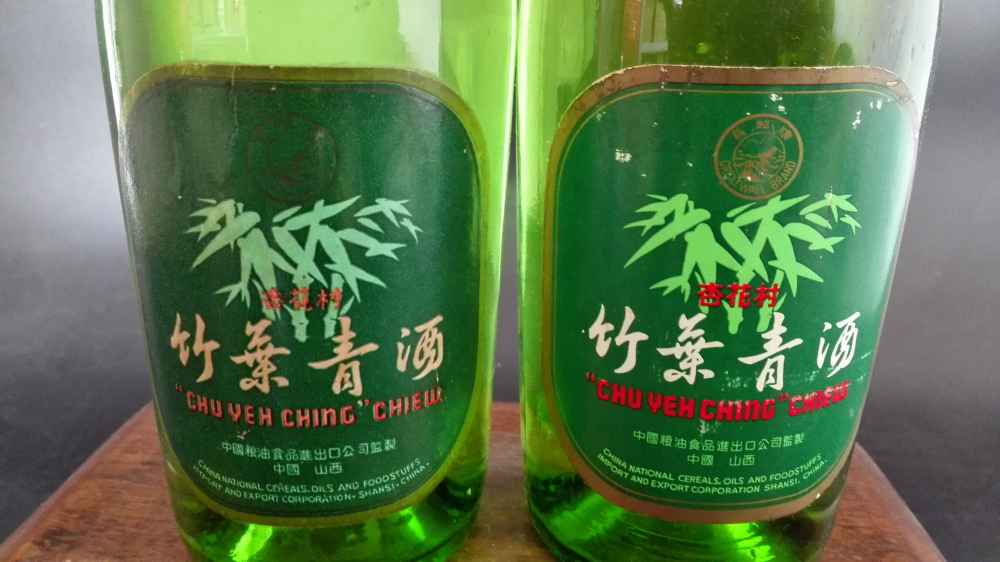 杏花村
竹葉青酒
"CHU YEH CHING" CHIEW
中國粮油食品進出口公司監製
中國 山西
CHINA NATIONAL CEREALS, OILS AND FOODSTUFFS
IMPORT AND EXPORT CORPORATION · SHANSI · CHINA ·
杏花村
竹葉青酒
"CHU YEH CHING" CHIEW
中國粮油食品進出口公司監製
中國 山西
CHINA NATIONAL CEREALS, OILS AND FOODSTUFFS
IMPORT AND EXPORT CORPORATION SHANSI, CHINA.